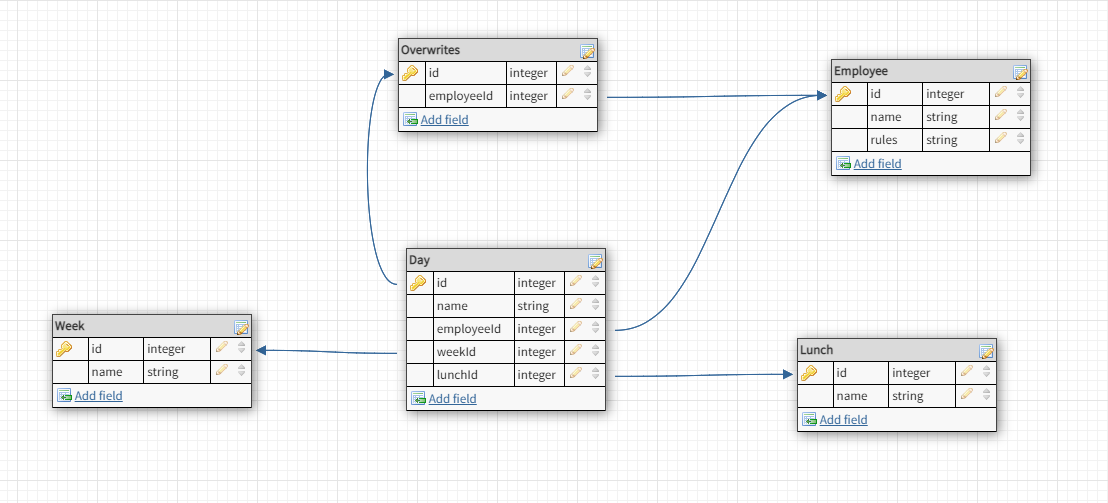 Overwrites
id integer
employeeId integer
Add field
Employee
id integer
name string
rules string
Add field
Day
id integer
name string
employeeId integer
weekId integer
lunchId integer
Add field
Week
id integer
name string
Add field
Lunch
id integer
name string
Add field